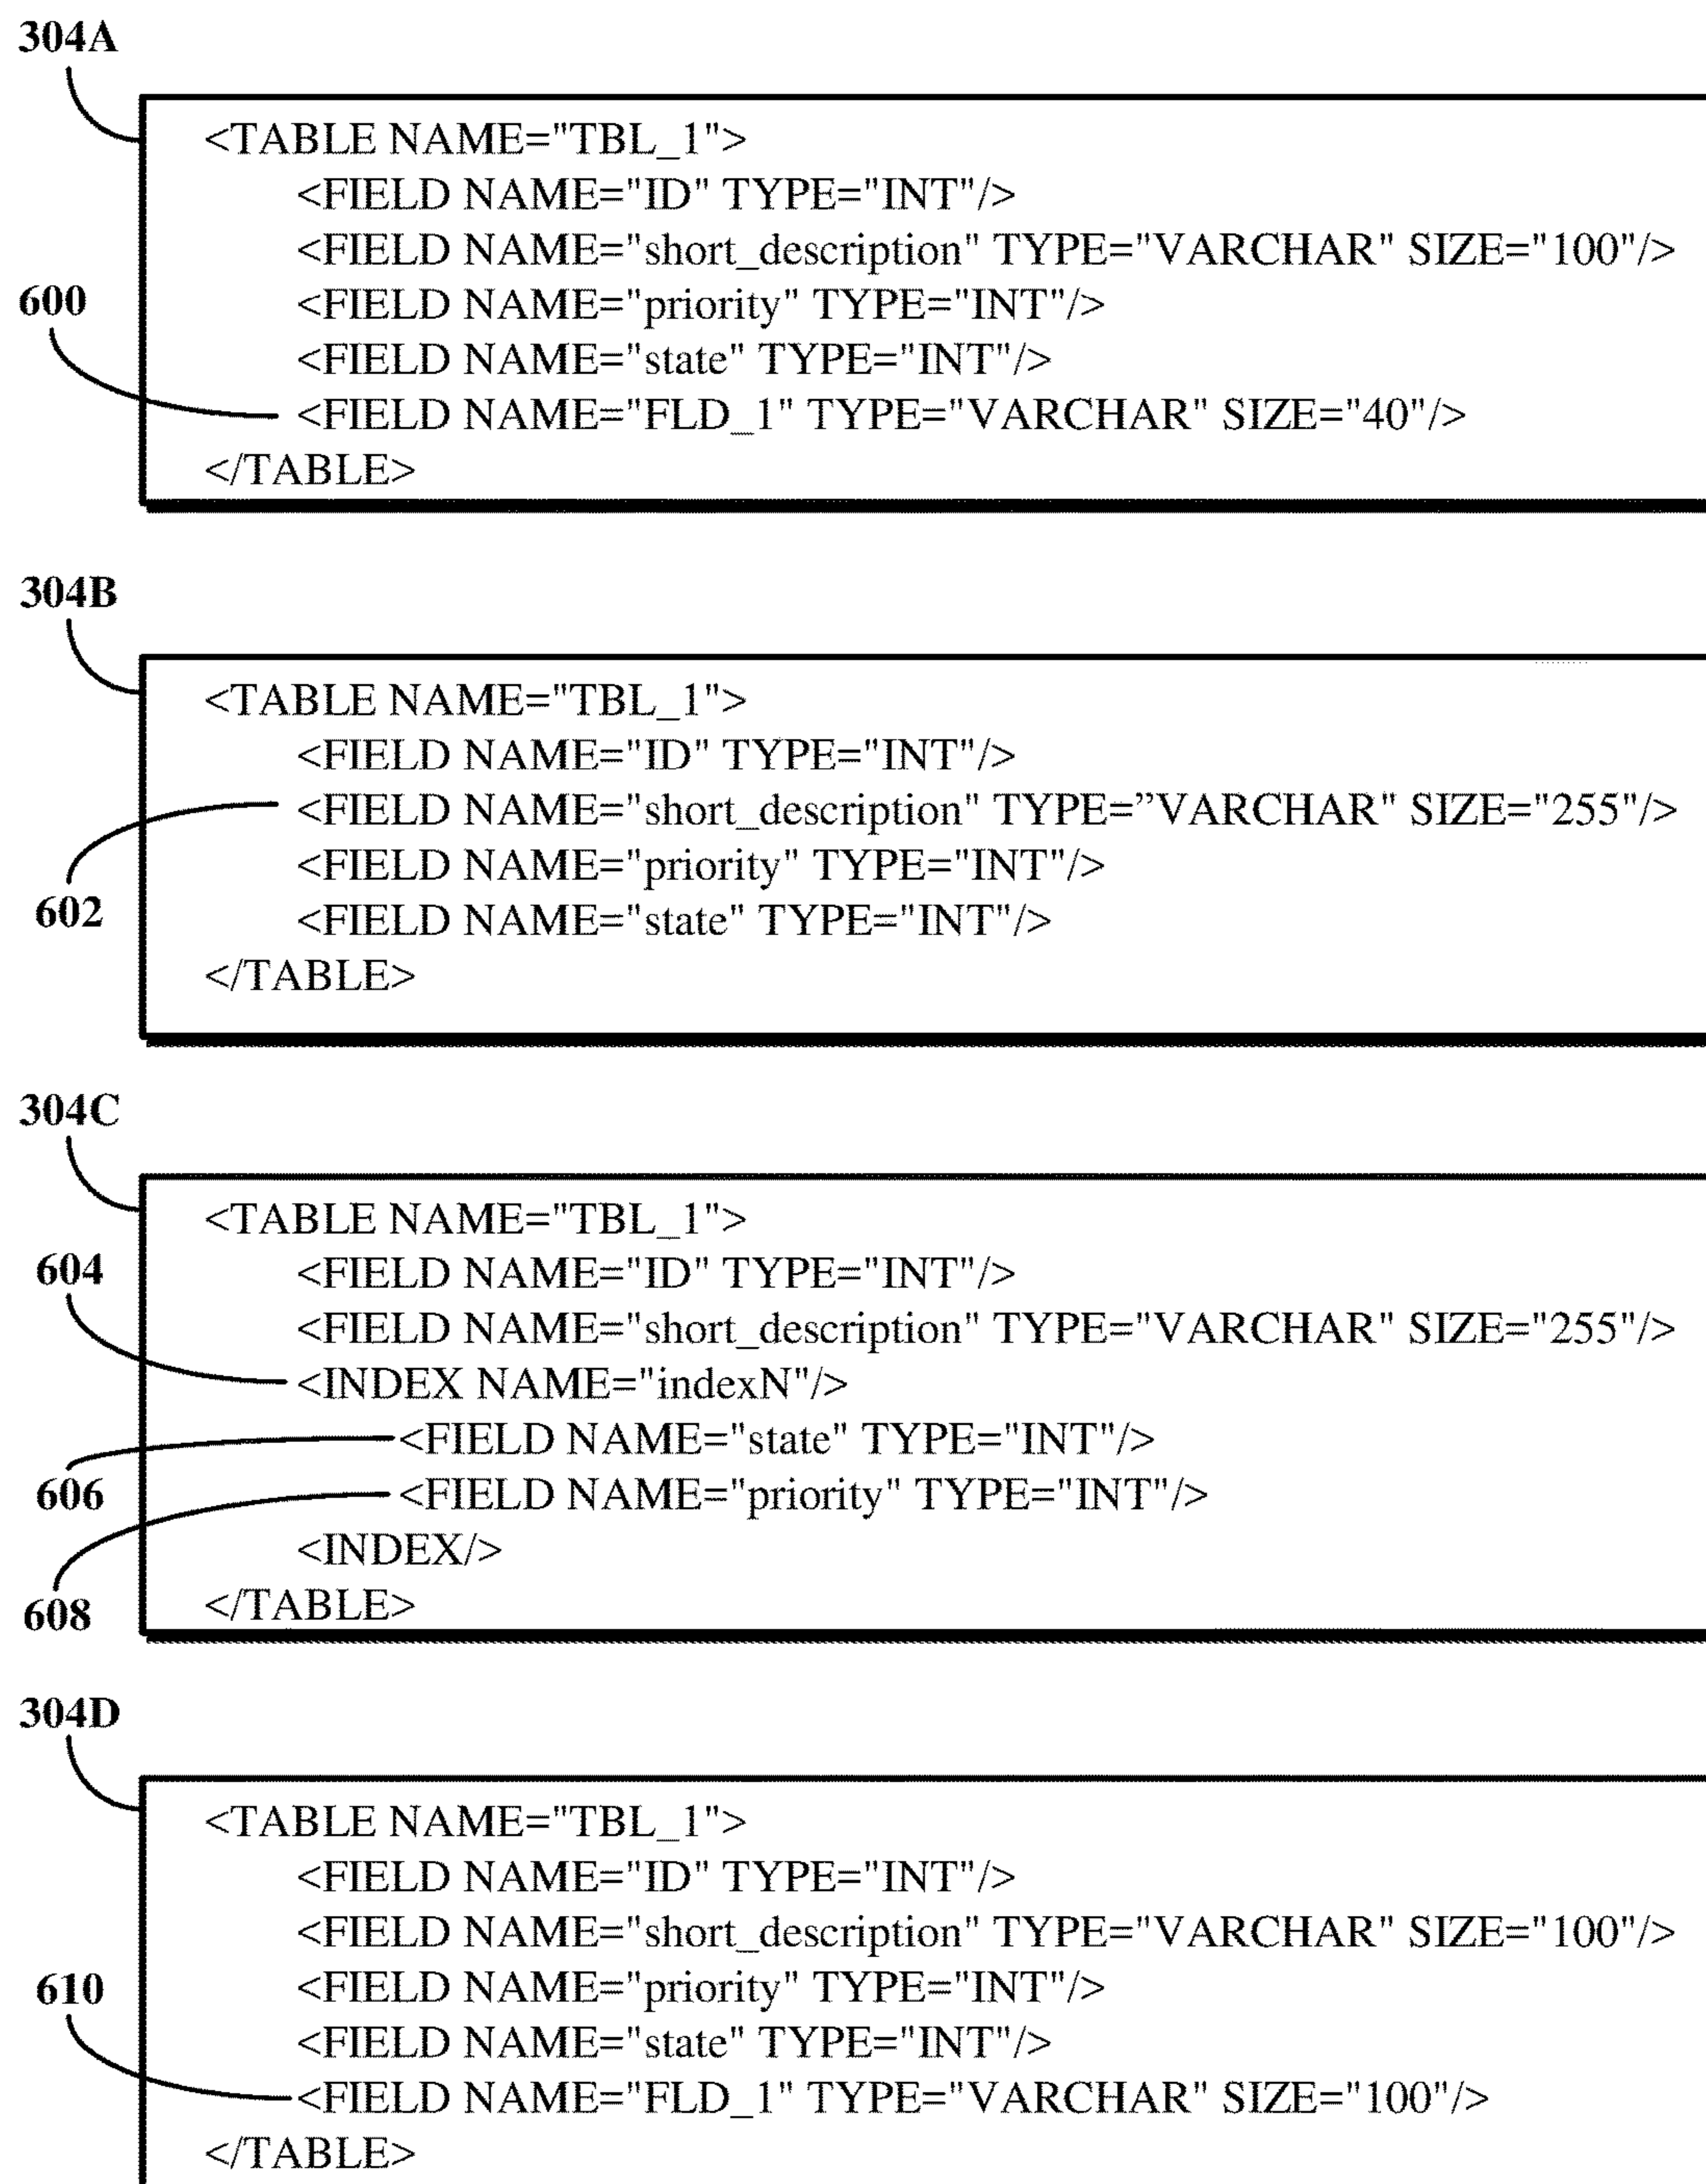 304A
<TABLE NAME="TBL_1">
<FIELD NAME="ID" TYPE="INT"/>
<FIELD NAME="short_description" TYPE="VARCHAR" SIZE="100"/>
600
<FIELD NAME="priority" TYPE="INT"/>
<FIELD NAME="state" TYPE="INT"/>
<FIELD NAME="FLD_1" TYPE="VARCHAR" SIZE="40"/>
</TABLE>
304B
<TABLE NAME="TBL_1">
<FIELD NAME="ID" TYPE="INT"/>
<FIELD NAME="short_description" TYPE=”VARCHAR" SIZE="255"/>
<FIELD NAME="priority" TYPE="INT"/>
602
<FIELD NAME="state" TYPE="INT"/>
</TABLE>
304C
<TABLE NAME="TBL_1">
604
<FIELD NAME="ID" TYPE="INT"/>
<FIELD NAME="short_description" TYPE="VARCHAR" SIZE="255"/>
<INDEX NAME="indexN"/>
<FIELD NAME="state" TYPE="INT"/>
606
<FIELD NAME="priority" TYPE="INT"/>
<INDEX/>
608
</TABLE>
304D
<TABLE NAME="TBL_1">
<FIELD NAME="ID" TYPE="INT"/>
<FIELD NAME="short_description" TYPE="VARCHAR" SIZE="100"/>
610
<FIELD NAME="priority" TYPE="INT"/>
<FIELD NAME="state" TYPE="INT"/>
<FIELD NAME="FLD_1" TYPE="VARCHAR" SIZE="100"/>
</TABLE>